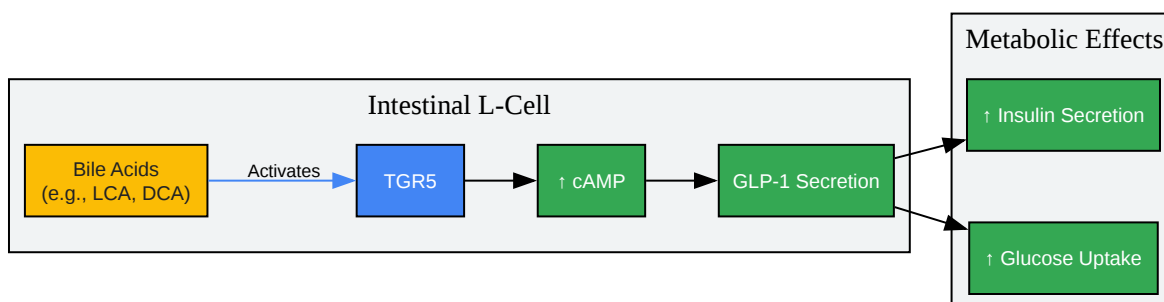 Metabolic Effects
Intestinal L-Cell
Bile Acids
(e.g., LCA, DCA)
Activates
TGR5
↑ cAMP
GLP-1 Secretion
↑ Insulin Secretion
↑ Glucose Uptake